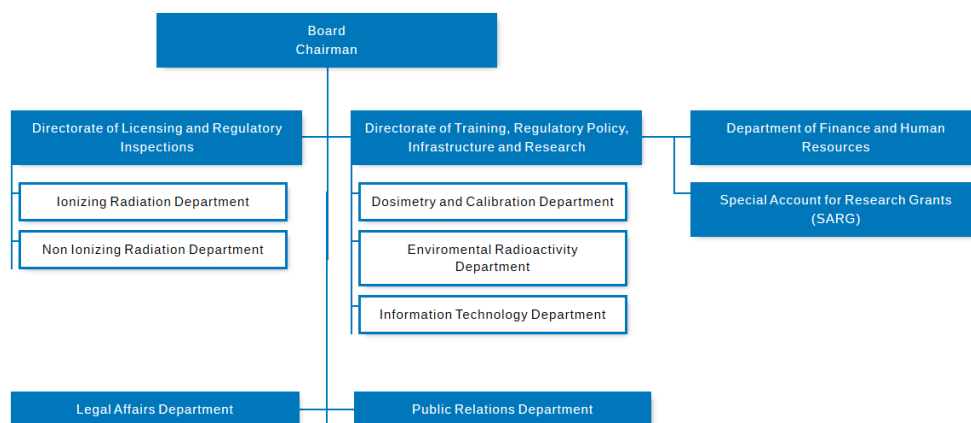 Board
Chairman
Directorate of Licensing and Regulatory
Inspections
Ionizing Radiation Department
Non Ionizing Radiation Department
Directorate of Training, Regulatory Policy,
Infrastructure and Research
Dosimetry and Calibration Department
Enviromental Radioactivity
Department
Information Technology Department
Department of Finance and Human
Resources
Special Account for Research Grants
(SARG)
Legal Affairs Department
Public Relations Department